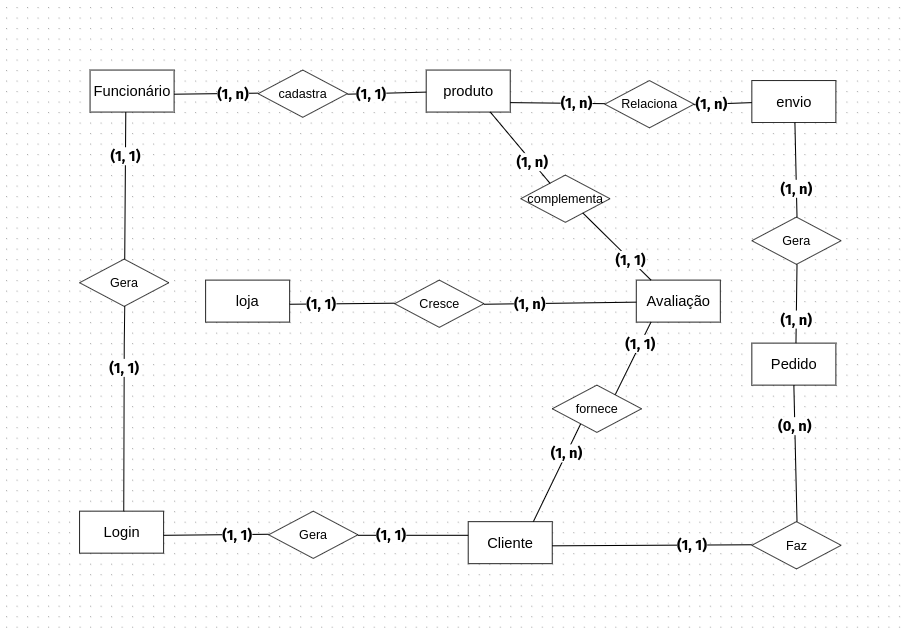 Funcionário
(1, n)
cadastra
(1, 1)
produto
(1, n)
Relaciona
(1, n)
envio
(1, 1)
(1, n)
complementa
(1, 1)
(1, n)
Gera
(1, n)
Gera
loja
(1, 1)
Cresce
(1, n)
Avaliação
(1, 1)
fornece
(1, n)
Pedido
(0, n)
(1, 1)
Login
(1, 1)
Gera
(1, 1)
Cliente
(1, 1)
Faz